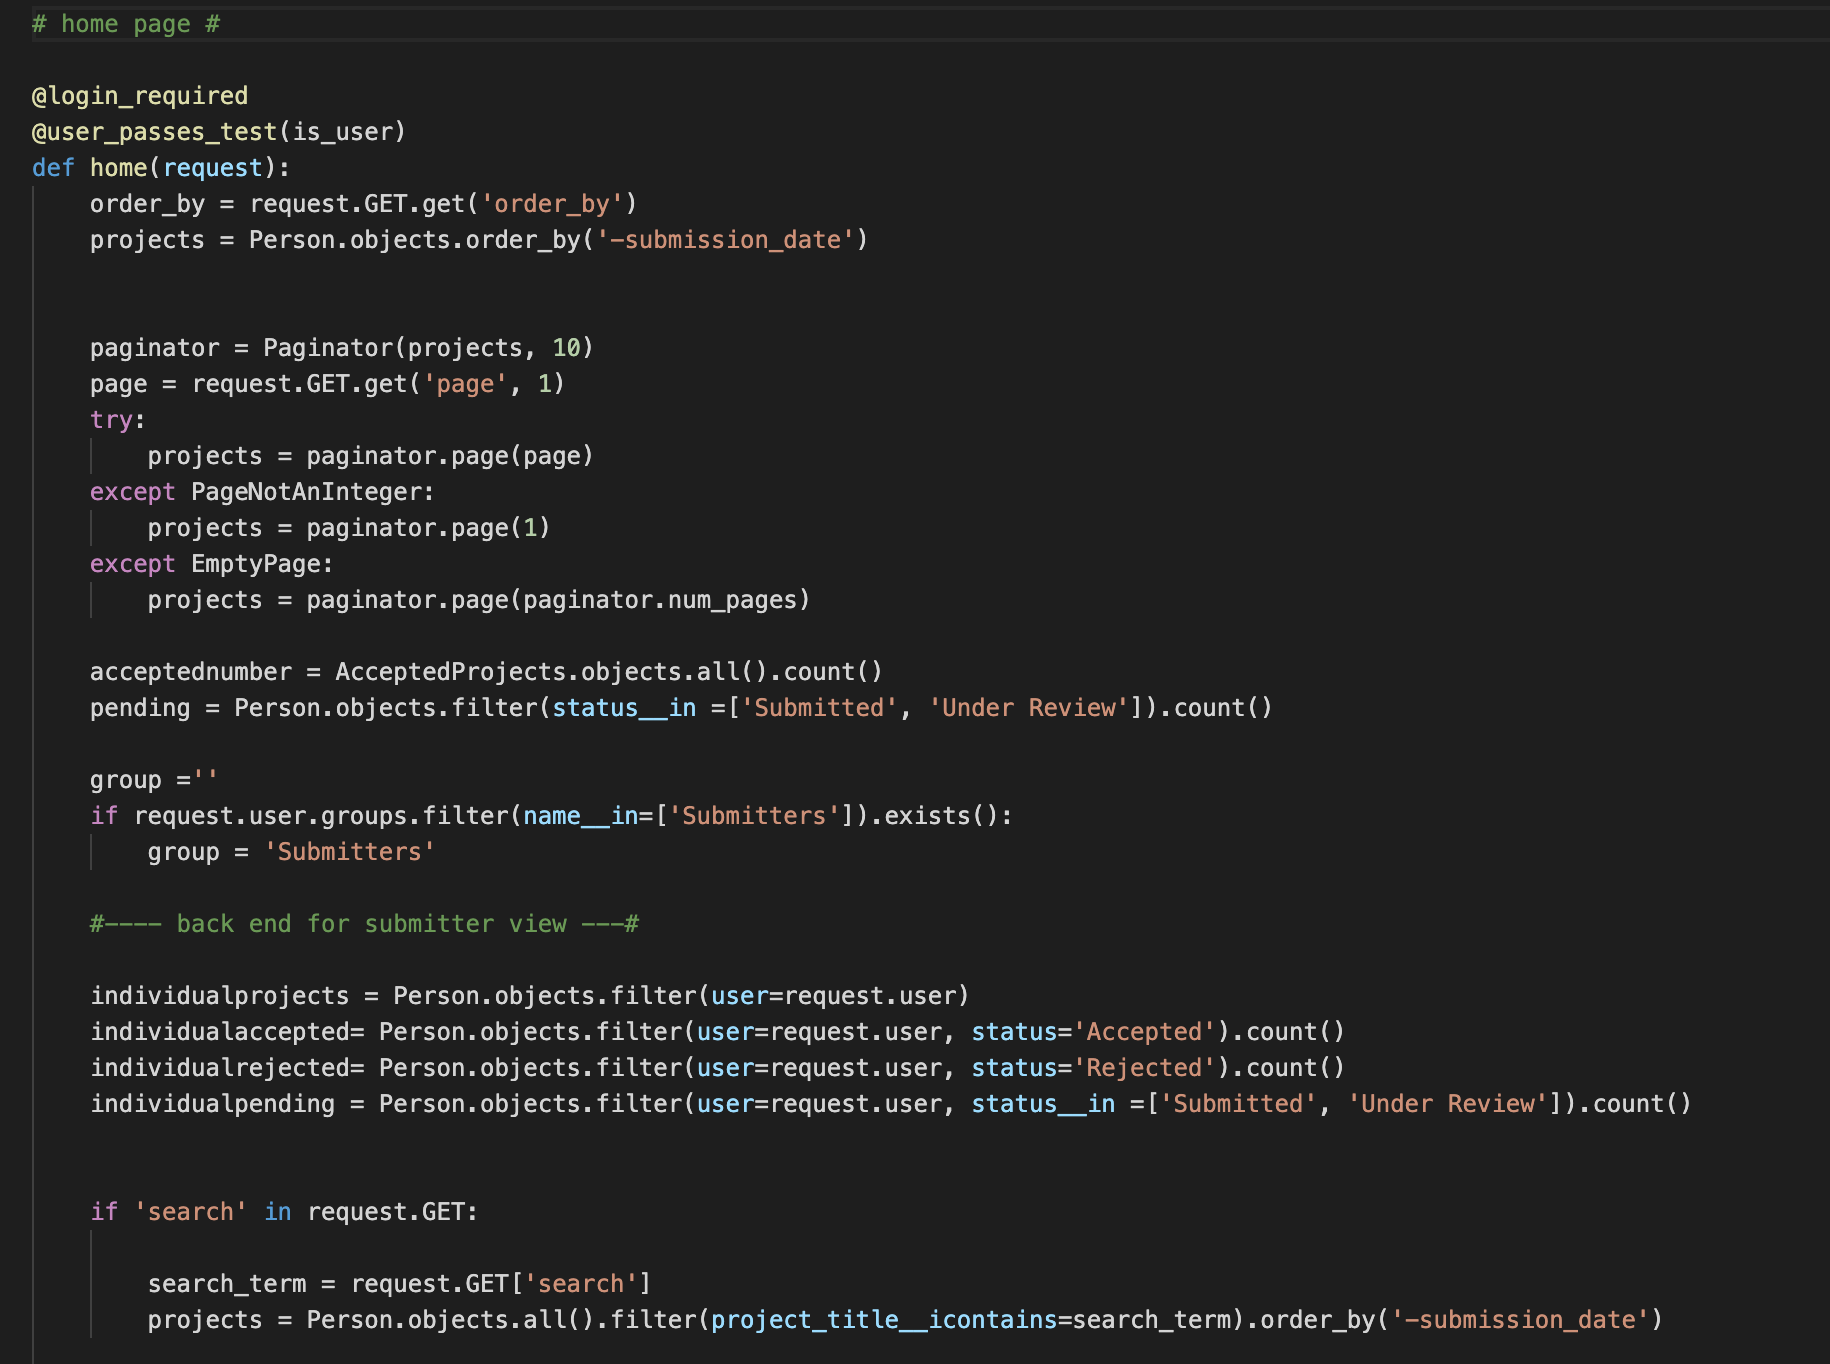 # home page #
@login_required
@user_passes_test(is_user)
def home(request):
    order_by = request.GET.get('order_by')
    projects = Person.objects.order_by('-submission_date')
    paginator = Paginator(projects, 10)
    page = request.GET.get('page', 1)
    try:
        projects = paginator.page(page)
    except PageNotAnInteger:
        projects = paginator.page(1)
    except EmptyPage:
        projects = paginator.page(paginator.num_pages)
    acceptednumber = AcceptedProjects.objects.all().count()
    pending = Person.objects.filter(status__in =['Submitted', 'Under Review']).count()
    group =''
    if request.user.groups.filter(name__in=['Submitters']).exists():
        group = 'Submitters'
    #---- back end for submitter view ---#
    individualprojects = Person.objects.filter(user=request.user)
    individualaccepted= Person.objects.filter(user=request.user, status='Accepted').count()
    individualrejected= Person.objects.filter(user=request.user, status='Rejected').count()
    individualpending = Person.objects.filter(user=request.user, status__in =['Submitted', 'Under Review']).count()
    if 'search' in request.GET:
        search_term = request.GET['search']
        projects = Person.objects.all().filter(project_title__icontains=search_term).order_by('-submission_date')